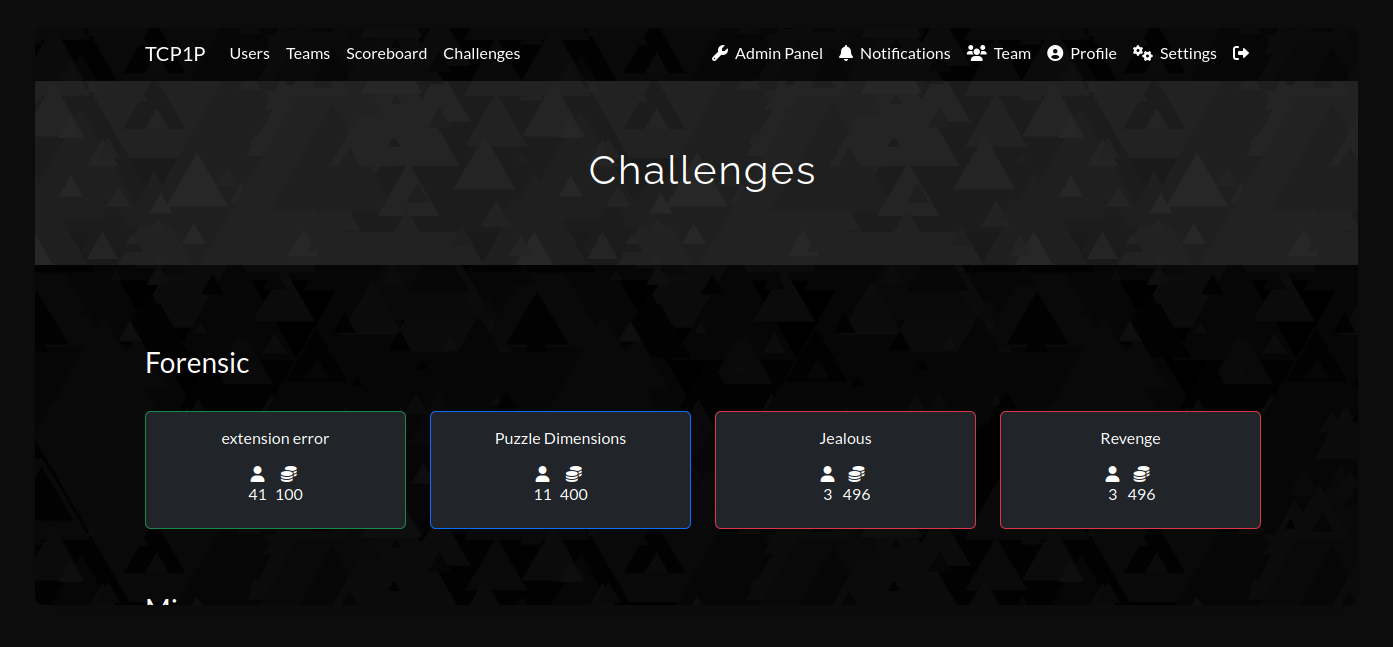 TCP1P Users Teams Scoreboard Challenges Admin Panel Notifications Team Profile Settings
Challenges
Forensic
extension error
41 100
Puzzle Dimensions
11 400
Jealous
3 496
Revenge
3 496